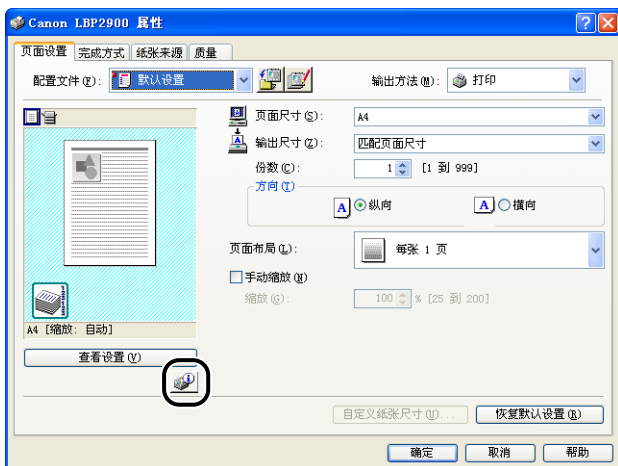 Canon LBP2900 属性
页面设置 完成方式 纸张来源 质量
配置文件(F): 默认设置 输出方法(M): 打印
页面尺寸(S): A4
输出尺寸(Z): 匹配页面尺寸
份数(C): 1 [1 到 999]
方向(T)
A 纵向 A 横向
页面布局(L): 每张 1 页
手动缩放(N)
缩放(G): 100 % [25 到 200]
A4 [缩放: 自动]
查看设置(V)
自定义纸张尺寸(U)... 恢复默认设置(R)
确定 取消 帮助